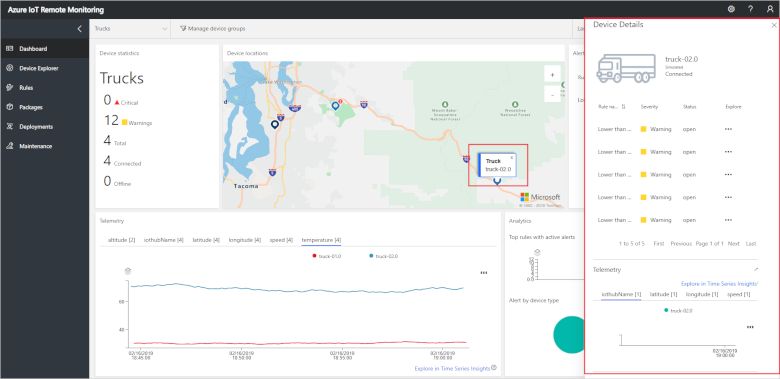 Azure IoT Remote Monitoring
?
Dashboard
Device Explorer
Rules
Packages
Deployments
Maintenance
Trucks
Manage device groups
Device statistics
Trucks
0 Critical
12 Warnings
4 Total
4 Connected
0 Offline
Device locations
Tacoma
Truck
x
truck-02.0
+
-
Microsoft
Telemetry
altitude [2]
iothubName [4]
latitude [4]
longitude [4]
speed [4]
temperature [4]
truck-01.0
truck-02.0
•••
60
40
02/16/2019
18:45:00
02/16/2019
18:50:00
02/16/2019
18:55:00
02/16/2019
19:00:00
Explore in Time Series Insights
Analytics
Top rules with active alerts
Alert by device type
Device Details
truck-02.0
Simulated
Connected
Rule na...
Severity
Status
Explore
Lower than ...
Warning
open
•••
Lower than ...
Warning
open
•••
Lower than ...
Warning
open
•••
Lower than ...
Warning
open
•••
Lower than ...
Warning
open
•••
1 to 5 of 5
First
Previous
Page 1 of 1
Next
Last
Telemetry
Explore in Time Series Insights
iothubName [1]
latitude [1]
longitude [1]
speed [1]
truck-02.0
•••
02/16/2019
19:00:00